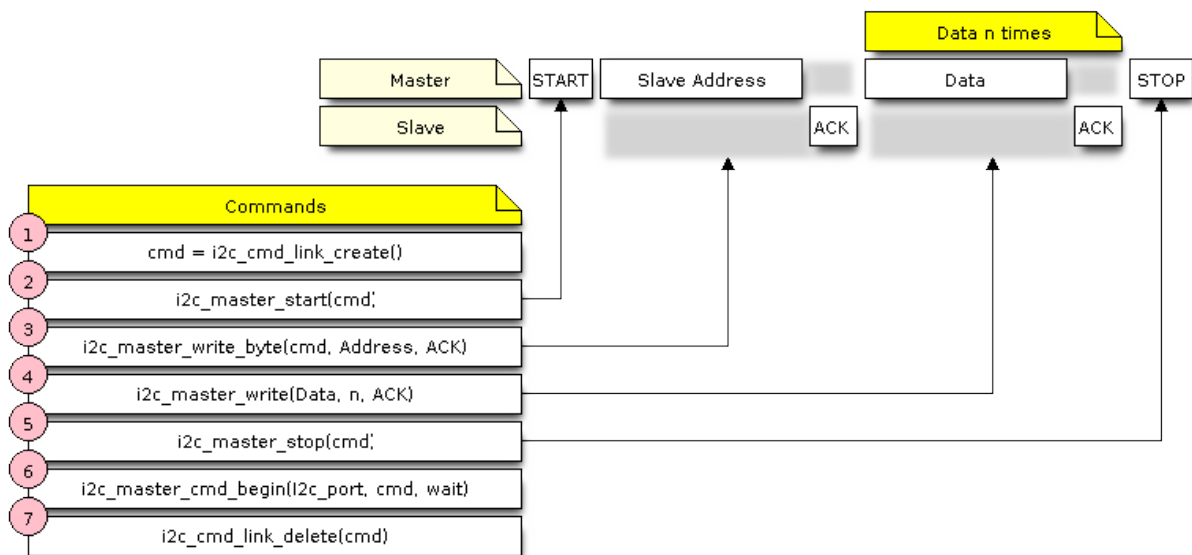 Data n times
Master START Slave Address Data STOP
Slave ACK ACK
Commands
1
cmd = i2c_cmd_link_create()
2
i2c_master_start(cmd)
3
i2c_master_write_byte(cmd, Address, ACK)
4
i2c_master_write(Data, n, ACK)
5
i2c_master_stop(cmd)
6
i2c_master_cmd_begin(I2c_port, cmd, wait)
7
i2c_cmd_link_delete(cmd)